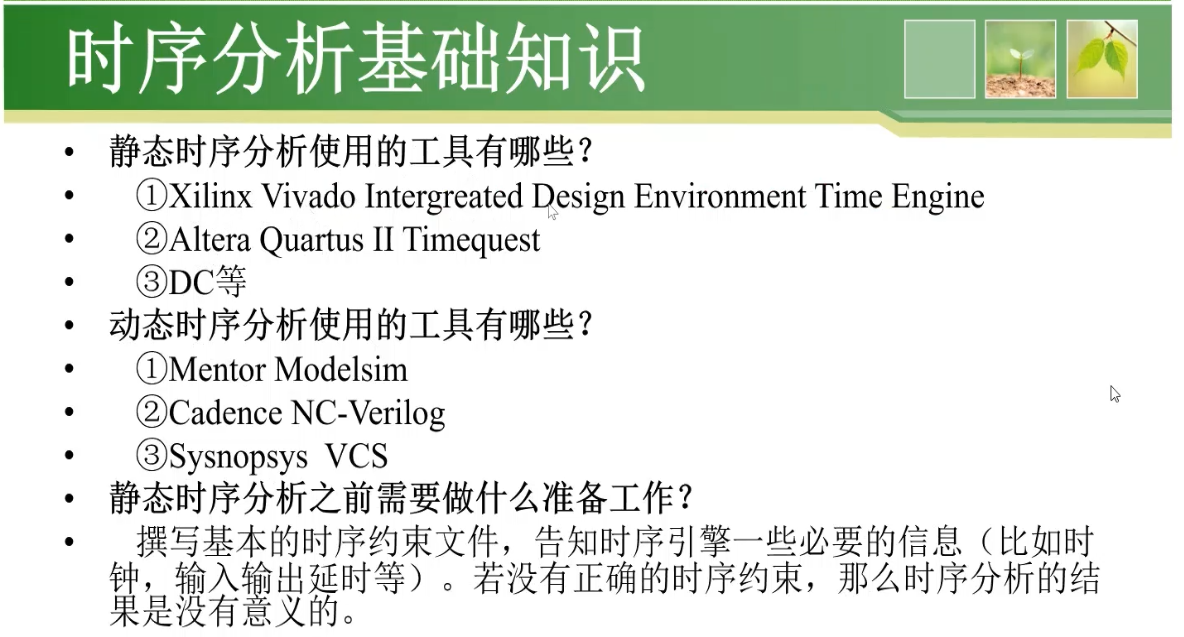 时序分析基础知识
• 静态时序分析使用的工具有哪些？
• ①Xilinx Vivado Intergreated Design Environment Time Engine
• ②Altera Quartus II Timequest
• ③DC等
• 动态时序分析使用的工具有哪些？
• ①Mentor Modelsim
• ②Cadence NC-Verilog
• ③Sysnopsys VCS
• 静态时序分析之前需要做什么准备工作？
• 撰写基本的时序约束文件，告知时序引擎一些必要的信息（比如时
钟，输入输出延时等）。若没有正确的时序约束，那么时序分析的结
果是没有意义的。